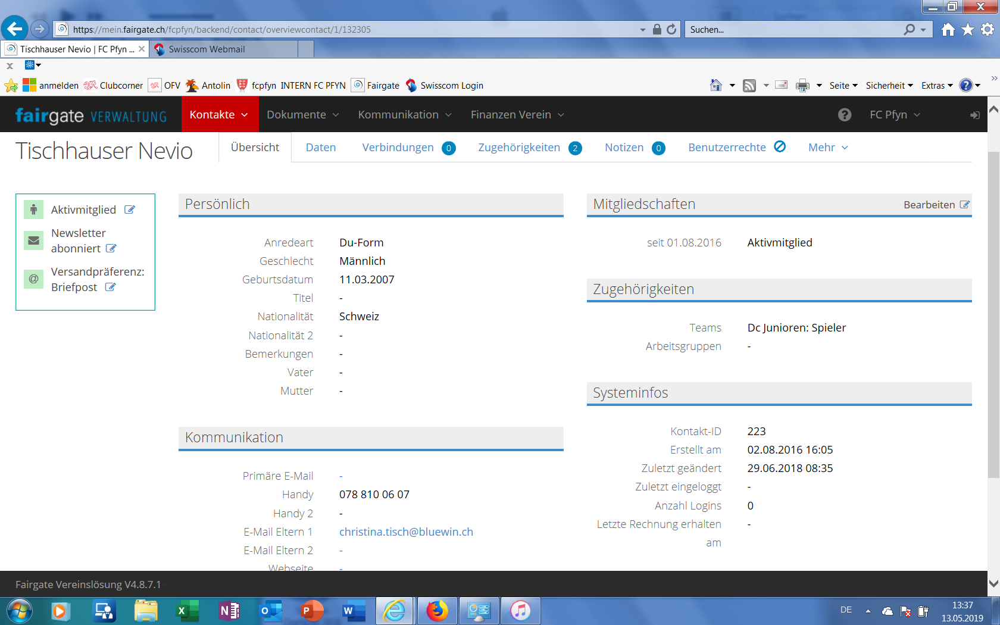 https://mein.fairgate.ch/fcpfyn/backend/contact/overviewcontact/1/132305
Suchen...
Tischhauser Nevio | FC Pfyn ...
Swisscom Webmail
anmelden Clubcorner OFV Antolin fcpfyn INTERN FC PFYN Fairgate Swisscom Login
Seite Sicherheit Extras
fairgate VERWALTUNG Kontakte Dokumente Kommunikation Finanzen Verein FC Pfyn
Tischhauser Nevio
Übersicht Daten Verbindungen 0 Zugehörigkeiten 2 Notizen 0 Benutzerrechte Mehr
Aktivmitglied
Newsletter
abonniert
@ Versandpräferenz:
Briefpost
Persönlich
Anredeart Du-Form
Geschlecht Männlich
Geburtsdatum 11.03.2007
Titel -
Nationalität Schweiz
Nationalität 2 -
Bemerkungen -
Vater -
Mutter -
Kommunikation
Primäre E-Mail -
Handy 078 810 06 07
Handy 2 -
E-Mail Eltern 1 christina.tisch@bluewin.ch
E-Mail Eltern 2 -
Webseite -
Mitgliedschaften Bearbeiten
seit 01.08.2016 Aktivmitglied
Zugehörigkeiten
Teams Dc Junioren: Spieler
Arbeitsgruppen -
Systeminfos
Kontakt-ID 223
Erstellt am 02.08.2016 16:05
Zuletzt geändert 29.06.2018 08:35
Zuletzt eingeloggt -
Anzahl Logins 0
Letzte Rechnung erhalten -
am
Fairgate Vereinslösung V4.8.7.1
DE
13:37
13.05.2019